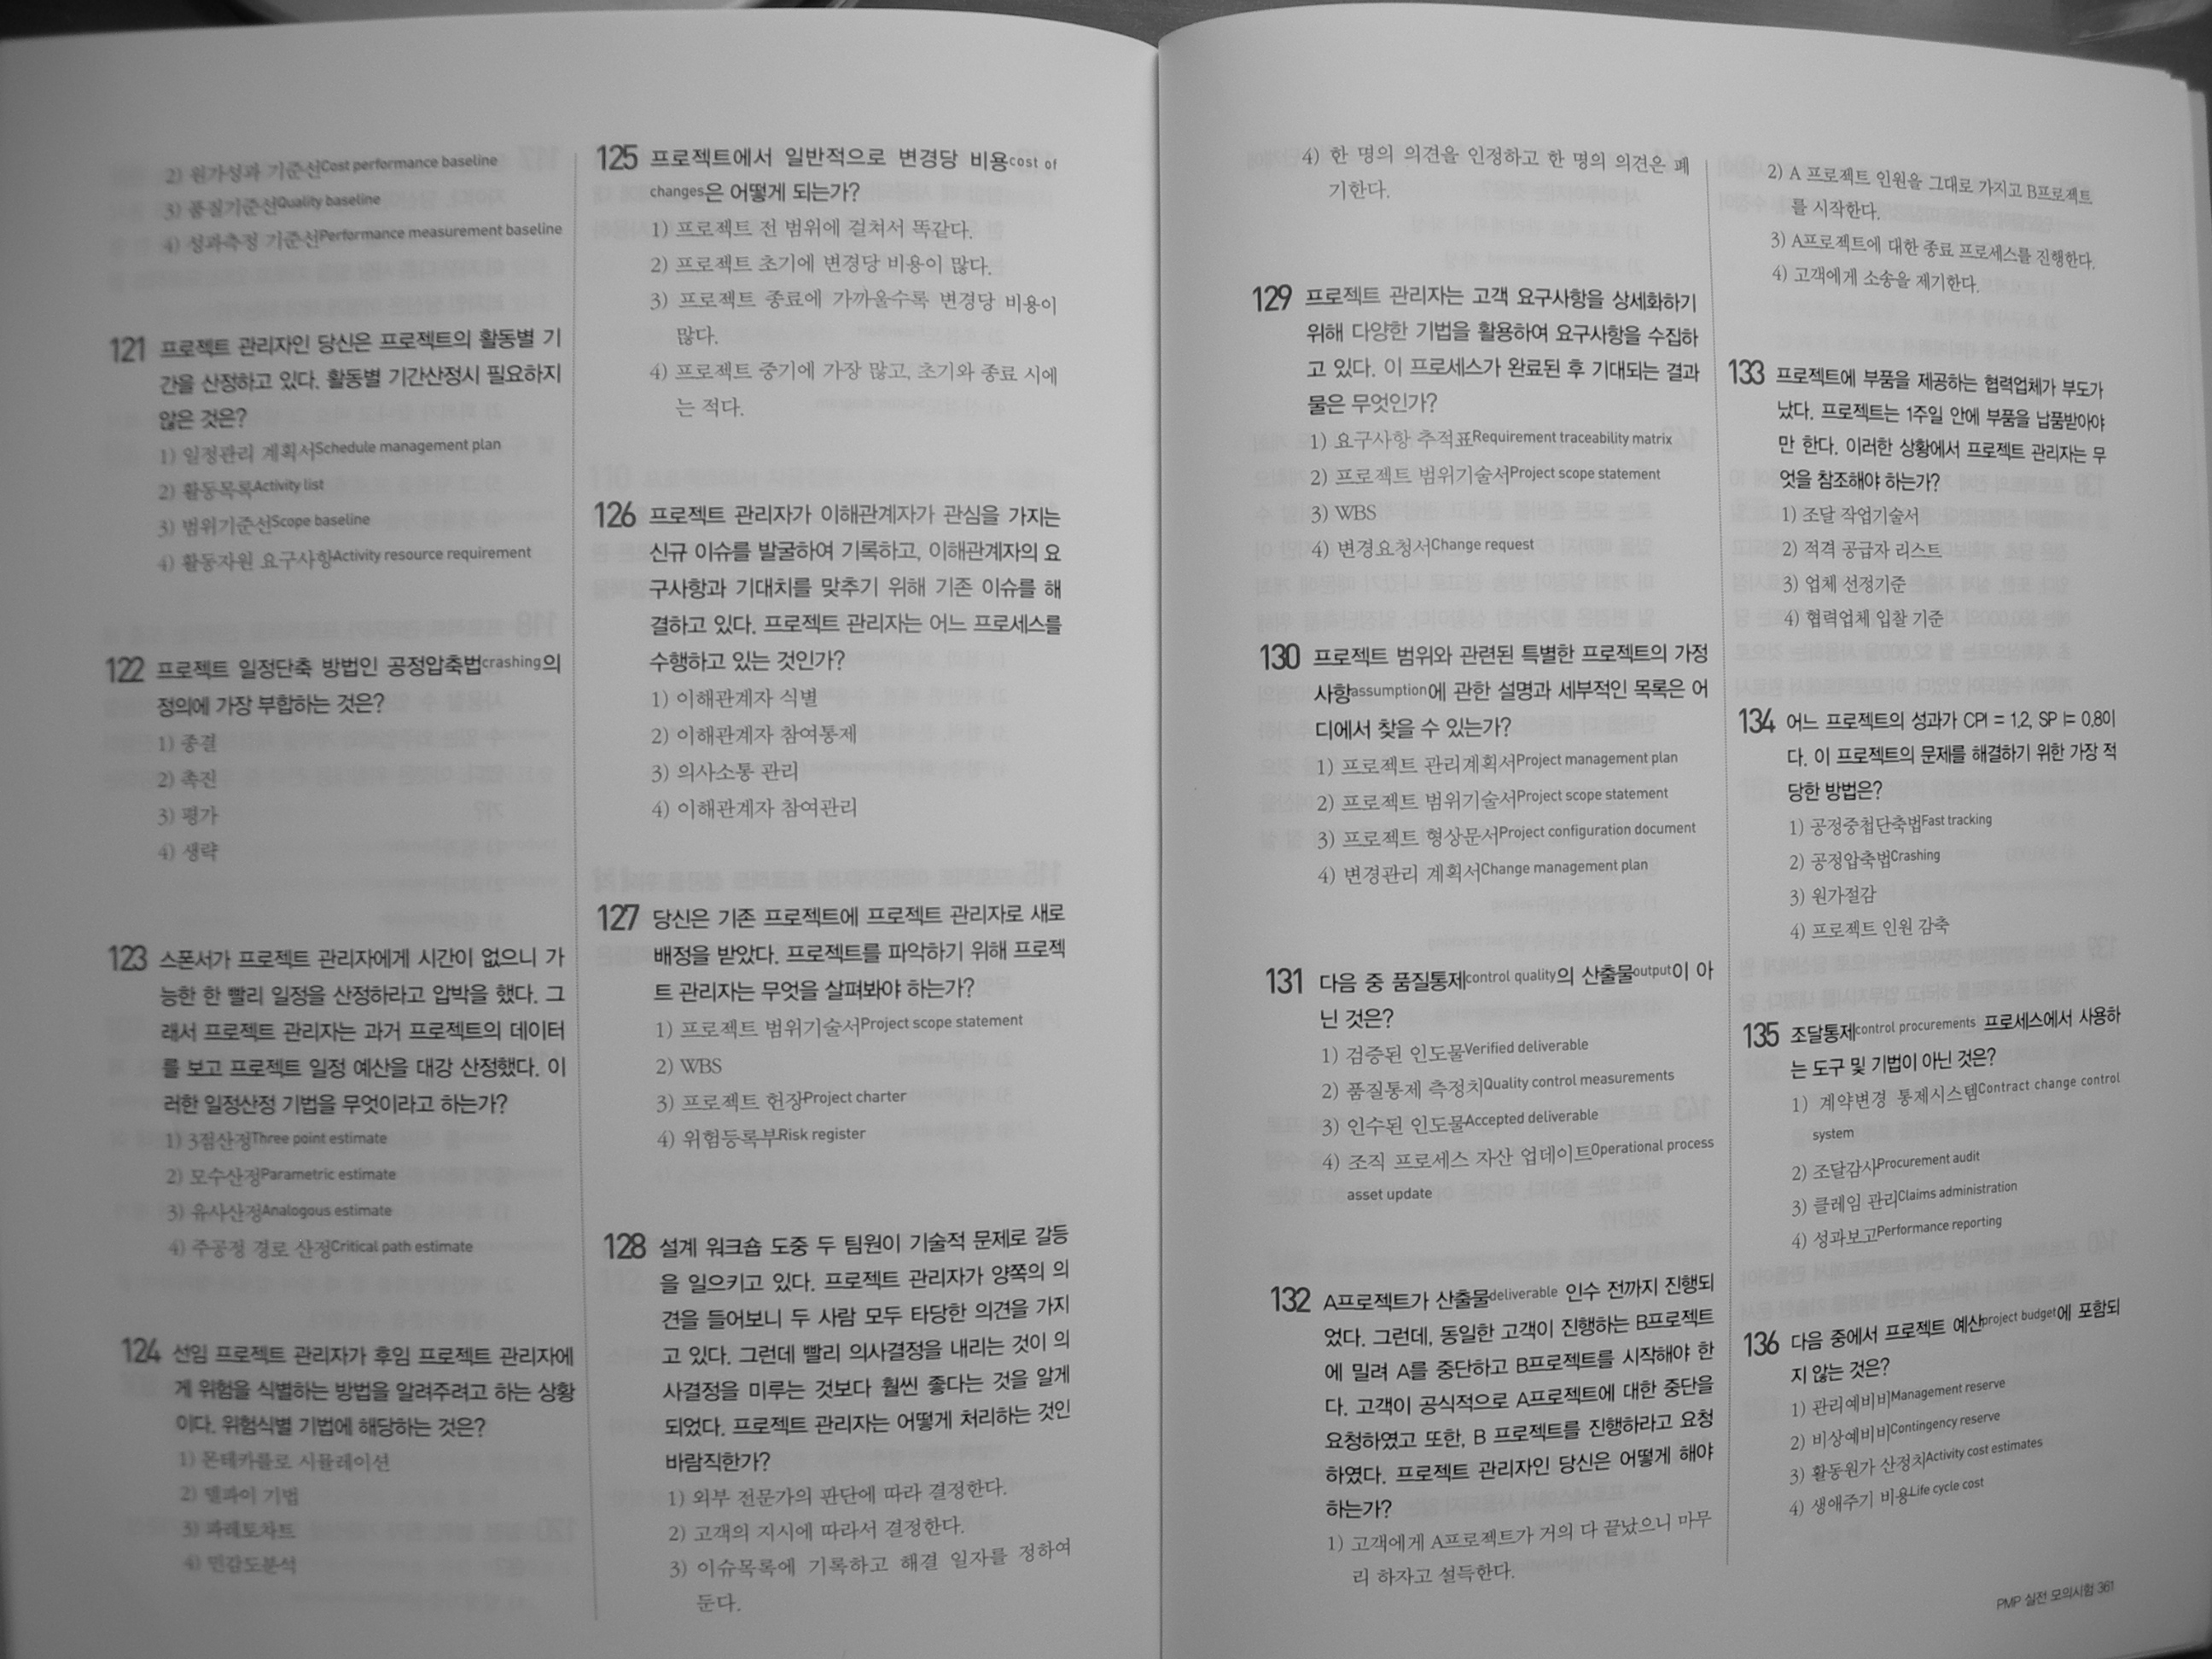 2) 원가성과 기준선Cost performance baseline
3) 품질기준선Quality baseline
4) 성과측정 기준선Performance measurement baseline
121 프로젝트 관리자인 당신은 프로젝트의 활동별 기
간을 산정하고 있다. 활동별 기간산정시 필요하지
않은 것은?
1) 일정관리 계획서Schedule management plan
2) 활동목록Activity list
3) 범위기준선Scope baseline
4) 활동자원 요구사항Activity resource requirement
122 프로젝트 일정단축 방법인 공정압축법crashing의
정의에 가장 부합하는 것은?
1) 종결
2) 촉진
3) 평가
4) 생략
123 스폰서가 프로젝트 관리자에게 시간이 없으니 가
능한 한 빨리 일정을 산정하라고 압박을 했다. 그
래서 프로젝트 관리자는 과거 프로젝트의 데이터
를 보고 프로젝트 일정 예산을 대강 산정했다. 이
러한 일정산정 기법을 무엇이라고 하는가?
1) 3점산정Three point estimate
2) 모수산정Parametric estimate
3) 유사산정Analogous estimate
4) 주공정 경로 산정Critical path estimate
124 선임 프로젝트 관리자가 후임 프로젝트 관리자에
게 위험을 식별하는 방법을 알려주려고 하는 상황
이다. 위험식별 기법에 해당하는 것은?
1) 몬테카를로 시뮬레이션
2) 델파이 기법
3) 파레토차트
4) 민감도분석
125 프로젝트에서 일반적으로 변경당 비용cost of
changes은 어떻게 되는가?
1) 프로젝트 전 범위에 걸쳐서 똑같다.
2) 프로젝트 초기에 변경당 비용이 많다.
3) 프로젝트 종료에 가까울수록 변경당 비용이
많다.
4) 프로젝트 중기에 가장 많고, 초기와 종료 시에
는 적다.
126 프로젝트 관리자가 이해관계자가 관심을 가지는
신규 이슈를 발굴하여 기록하고, 이해관계자의 요
구사항과 기대치를 맞추기 위해 기존 이슈를 해
결하고 있다. 프로젝트 관리자는 어느 프로세스를
수행하고 있는 것인가?
1) 이해관계자 식별
2) 이해관계자 참여통제
3) 의사소통 관리
4) 이해관계자 참여관리
127 당신은 기존 프로젝트에 프로젝트 관리자로 새로
배정을 받았다. 프로젝트를 파악하기 위해 프로젝
트 관리자는 무엇을 살펴봐야 하는가?
1) 프로젝트 범위기술서Project scope statement
2) WBS
3) 프로젝트 헌장Project charter
4) 위험등록부Risk register
128 설계 워크숍 도중 두 팀원이 기술적 문제로 갈등
을 일으키고 있다. 프로젝트 관리자가 양쪽의 의
견을 들어보니 두 사람 모두 타당한 의견을 가지
고 있다. 그런데 빨리 의사결정을 내리는 것이 의
사결정을 미루는 것보다 훨씬 좋다는 것을 알게
되었다. 프로젝트 관리자는 어떻게 처리하는 것인
바람직한가?
1) 외부 전문가의 판단에 따라 결정한다.
2) 고객의 지시에 따라서 결정한다.
3) 이슈목록에 기록하고 해결 일자를 정하여
둔다.
4) 한 명의 의견을 인정하고 한 명의 의견은 폐
기한다.
129 프로젝트 관리자는 고객 요구사항을 상세화하기
위해 다양한 기법을 활용하여 요구사항을 수집하
고 있다. 이 프로세스가 완료된 후 기대되는 결과
물은 무엇인가?
1) 요구사항 추적표Requirement traceability matrix
2) 프로젝트 범위기술서Project scope statement
3) WBS
4) 변경요청서Change request
130 프로젝트 범위와 관련된 특별한 프로젝트의 가정
사항assumption에 관한 설명과 세부적인 목록은 어
디에서 찾을 수 있는가?
1) 프로젝트 관리계획서Project management plan
2) 프로젝트 범위기술서Project scope statement
3) 프로젝트 형상문서Project configuration document
4) 변경관리 계획서Change management plan
131 다음 중 품질통제control quality의 산출물output이 아
닌 것은?
1) 검증된 인도물Verified deliverable
2) 품질통제 측정치Quality control measurements
3) 인수된 인도물Accepted deliverable
4) 조직 프로세스 자산 업데이트Operational process
asset update
132 A프로젝트가 산출물deliverable 인수 전까지 진행되
었다. 그런데, 동일한 고객이 진행하는 B프로젝트
에 밀려 A를 중단하고 B프로젝트를 시작해야 한
다. 고객이 공식적으로 A프로젝트에 대한 중단을
요청하였고 또한, B 프로젝트를 진행하라고 요청
하였다. 프로젝트 관리자인 당신은 어떻게 해야
하는가?
1) 고객에게 A프로젝트가 거의 다 끝났으니 마무
리 하자고 설득한다.
2) A 프로젝트 인원을 그대로 가지고 B프로젝트
를 시작한다.
3) A프로젝트에 대한 종료 프로세스를 진행한다.
4) 고객에게 소송을 제기한다.
133 프로젝트에 부품을 제공하는 협력업체가 부도가
났다. 프로젝트는 1주일 안에 부품을 납품받아야
만 한다. 이러한 상황에서 프로젝트 관리자는 무
엇을 참조해야 하는가?
1) 조달 작업기술서
2) 적격 공급자 리스트
3) 업체 선정기준
4) 협력업체 입찰 기준
134 어느 프로젝트의 성과가 CPI = 1.2, SP I= 0.8이
다. 이 프로젝트의 문제를 해결하기 위한 가장 적
당한 방법은?
1) 공정중첩단축법Fast tracking
2) 공정압축법Crashing
3) 원가절감
4) 프로젝트 인원 감축
135 조달통제control procurements 프로세스에서 사용하
는 도구 및 기법이 아닌 것은?
1) 계약변경 통제시스템Contract change control
system
2) 조달감사Procurement audit
3) 클레임 관리Claims administration
4) 성과보고Performance reporting
136 다음 중에서 프로젝트 예산project budget에 포함되
지 않는 것은?
1) 관리예비비Management reserve
2) 비상예비비Contingency reserve
3) 활동원가 산정치Activity cost estimates
4) 생애주기 비용Life cycle cost
PMP 실전 모의시험 361